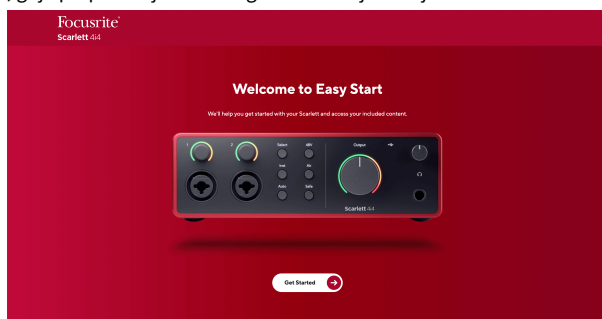 Focusrite®
Scarlett 4i4
Welcome to Easy Start
We'll help you get started with your Scarlett and access your included content.
1 2 Select 48V Output
Inst Air
Auto Safe
Scarlett 4i4
Get Started